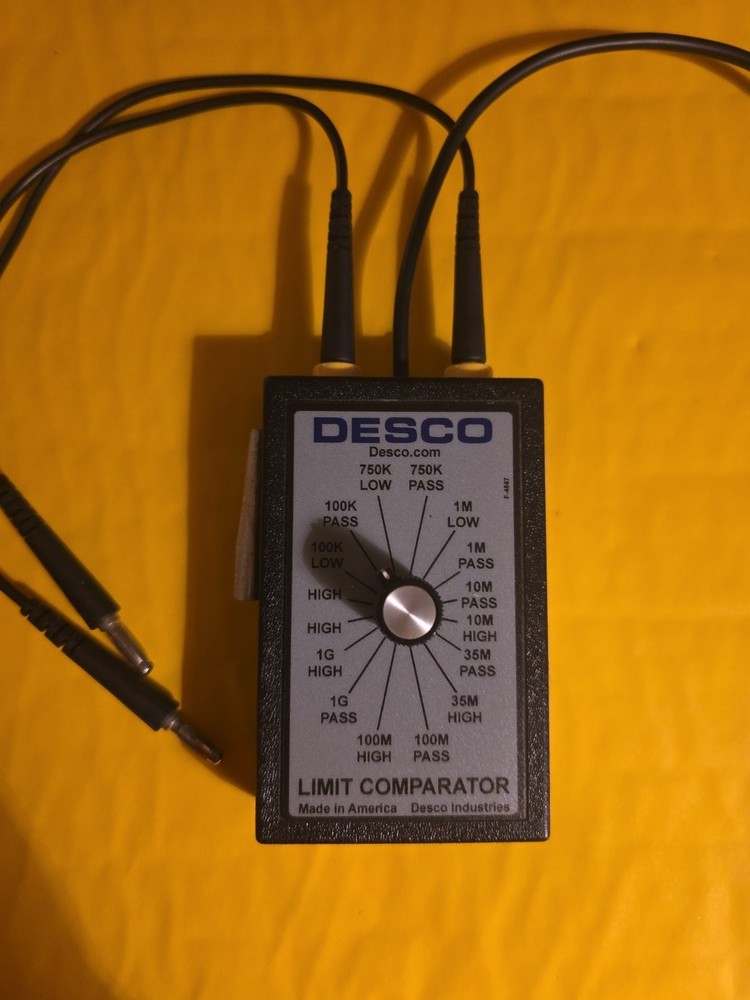 DESCO
Desco.com
750K
LOW
750K
PASS
100K
PASS
1M
LOW
100K
LOW
1M
PASS
HIGH
10M
PASS
HIGH
10M
HIGH
1G
HIGH
35M
PASS
1G
PASS
35M
HIGH
100M
HIGH
100M
PASS
LIMIT COMPARATOR
Made in America Desco Industries